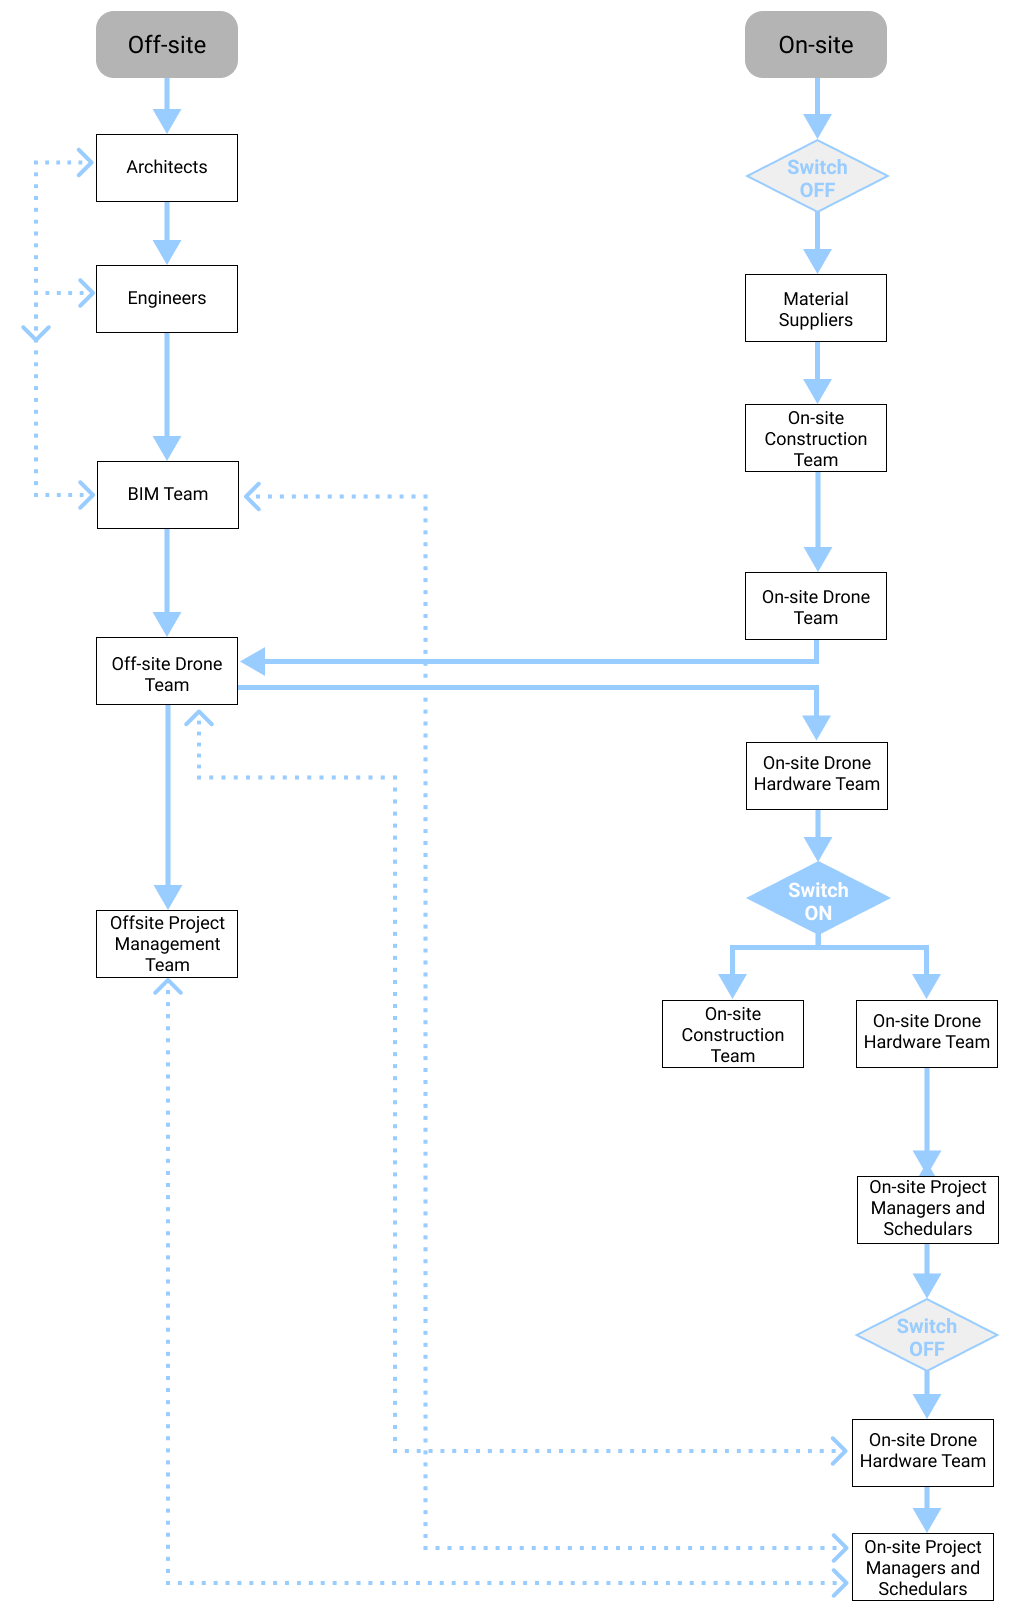 Off-site
On-site
Architects
Switch
OFF
Engineers
Material
Suppliers
On-site
Construction
Team
BIM Team
On-site Drone
Team
Off-site Drone
Team
On-site Drone
Hardware Team
Switch
ON
Offsite Project
Management
Team
On-site
Construction
Team
On-site Drone
Hardware Team
On-site Project
Managers and
Schedulars
Switch
OFF
On-site Drone
Hardware Team
On-site Project
Managers and
Schedulars